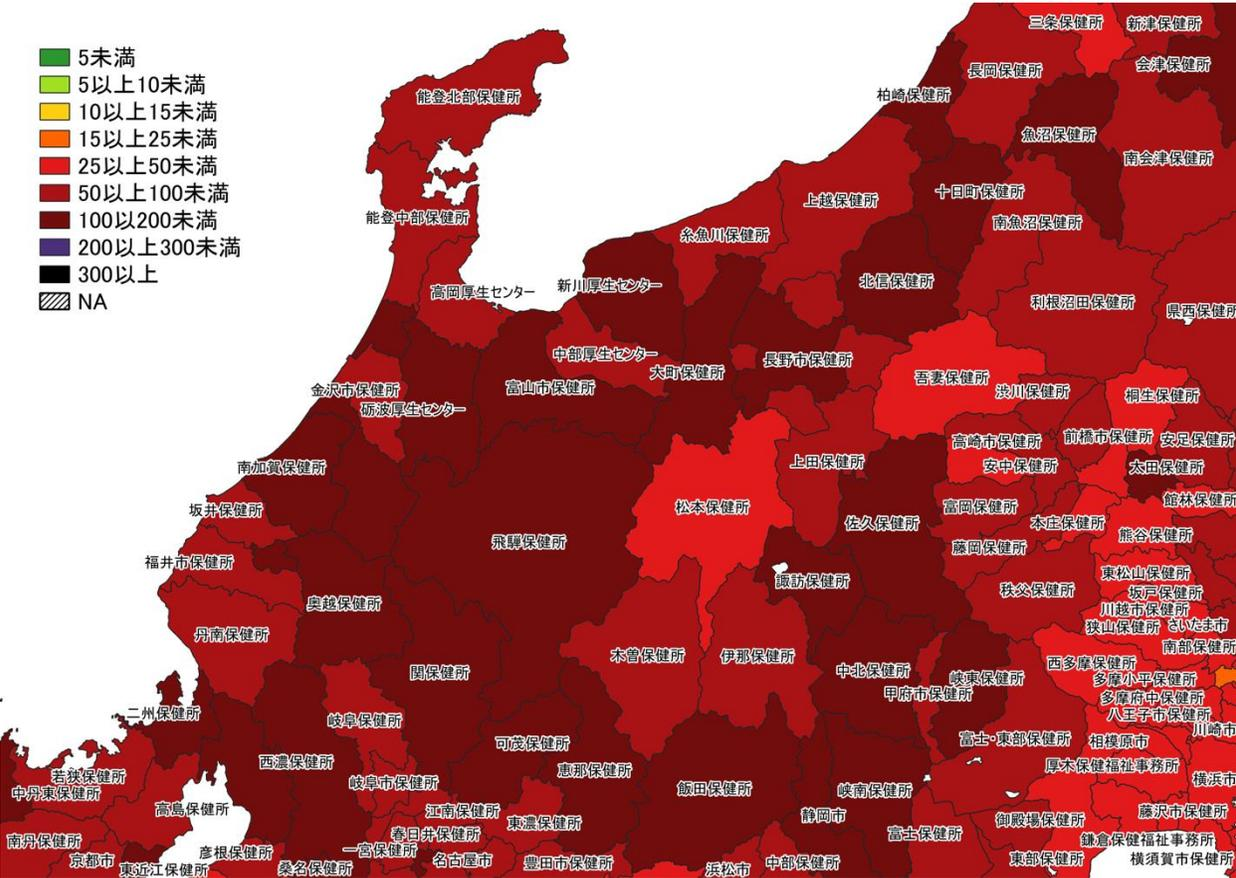 5未満
5以上10未満
10以上15未満
15以上25未満
25以上50未満
50以上100未満
100以200未満
200以上300未満
300以上
NA
三条保健所
新津保健所
会津保健所
長岡保健所
柏崎保健所
能登北部保健所
魚沼保健所
南会津保健所
十日町保健所
上越保健所
能登中部保健所
南魚沼保健所
糸魚川保健所
北信保健所
新川厚生センター
高岡厚生センター
利根沼田保健所
県西保健所
中部厚生センター
長野市保健所
大町保健所
富山市保健所
吾妻保健所
渋川保健所
金沢市保健所
桐生保健所
砺波厚生センター
前橋市保健所
安足保健所
高崎市保健所
上田保健所
安中保健所
太田保健所
南加賀保健所
館林保健所
坂井保健所
松本保健所
富岡保健所
佐久保健所
本庄保健所
熊谷保健所
飛騨保健所
藤岡保健所
福井市保健所
東松山保健所
諏訪保健所
秩父保健所
坂戸保健所
奥越保健所
川越市保健所
狭山保健所
さいたま市
丹南保健所
南部保健所
木曽保健所
伊那保健所
西多摩保健所
関保健所
中北保健所
峡東保健所
多摩小平保健所
甲府市保健所
多摩府中保健所
二州保健所
八王子市保健所
岐阜保健所
川崎市
可茂保健所
富士・東部保健所
相模原市
西濃保健所
恵那保健所
厚木保健福祉事務所
若狭保健所
岐阜市保健所
横浜市
中丹東保健所
飯田保健所
峡南保健所
高島保健所
江南保健所
静岡市
藤沢市保健所
東濃保健所
御殿場保健所
春日井保健所
富士保健所
南丹保健所
鎌倉保健福祉事務所
彦根保健所
一宮保健所
京都市
名古屋市
豊田市保健所
中部保健所
東部保健所
横須賀市保健所
東近江保健所
桑名保健所
浜松市